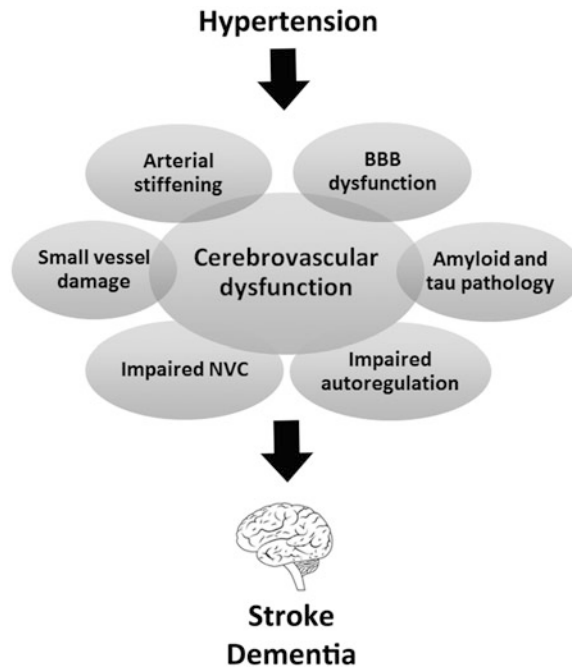 Hypertension
Arterial
stiffening
BBB
dysfunction
Small vessel
damage
Cerebrovascular
dysfunction
Amyloid and
tau pathology
Impaired NVC
Impaired
autoregulation
Stroke
Dementia